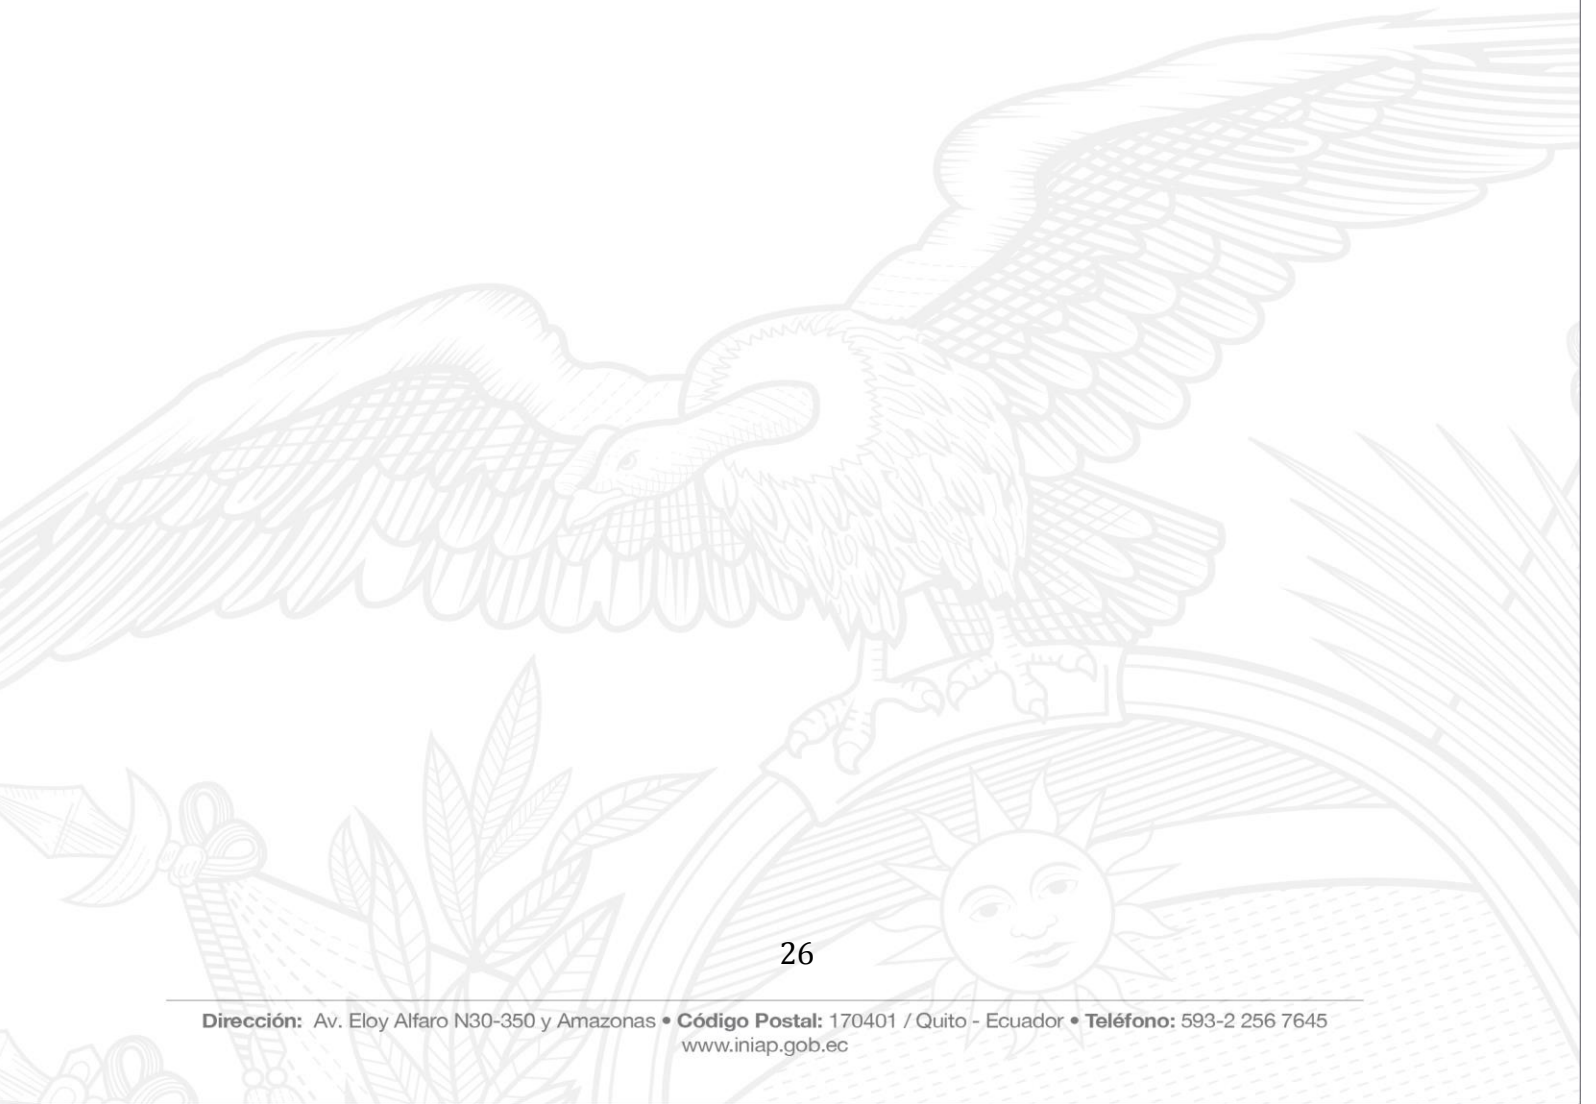 26
Dirección: Av. Eloy Alfaro N30-350 y Amazonas • Código Postal: 170401 / Quito - Ecuador • Teléfono: 593-2 256 7645
www.iniap.gob.ec